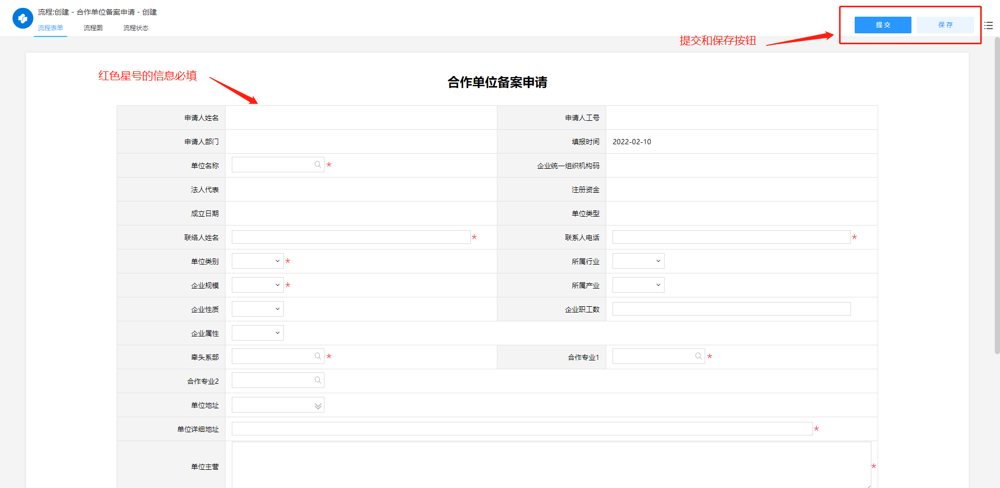 流程:创建 - 合作单位备案申请 - 创建
流程表单 流程图 流程状态
提交 保存
提交和保存按钮
红色星号的信息必填
合作单位备案申请
申请人姓名 申请人工号
申请人部门 填报时间 2022-02-10
单位名称 * 企业统一组织机构码
法人代表 注册资金
成立日期 单位类型
联络人姓名 * 联系人电话 *
单位类别 * 所属行业
企业规模 * 所属产业
企业性质 企业职工数
企业属性
牵头系部 * 合作专业1 *
合作专业2
单位地址
单位详细地址 *
单位主营 *